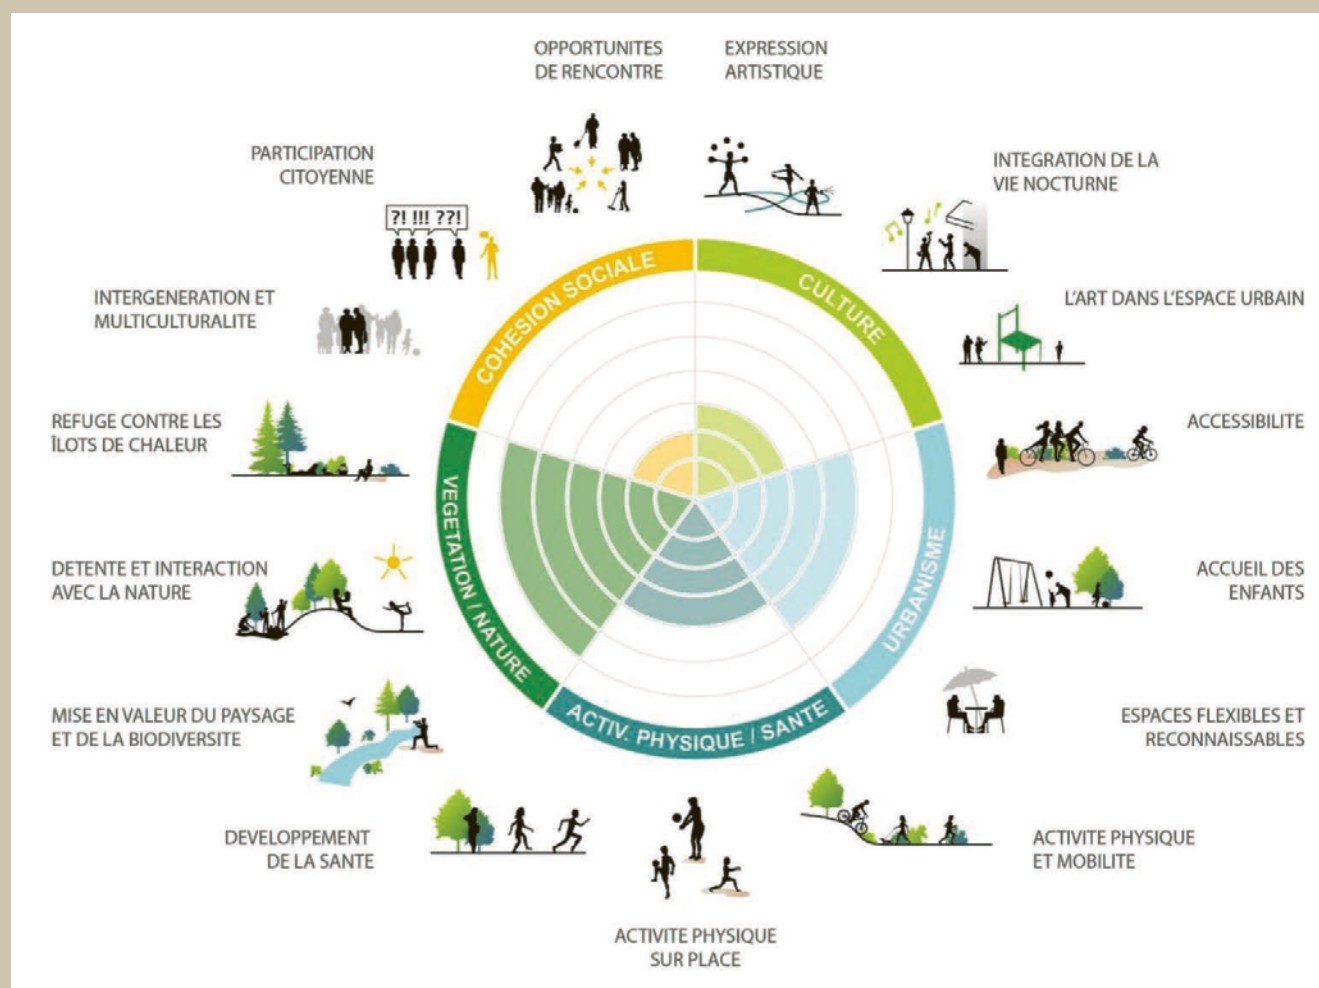 OPPORTUNITES
DE RENCONTRE
EXPRESSION
ARTISTIQUE
PARTICIPATION
CITOYENNE
INTEGRATION DE LA
VIE NOCTURNE
?! !!! ??!
INTERGENERATION ET
MULTICULTURALITE
L'ART DANS L'ESPACE URBAIN
COHESION SOCIALE
CULTURE
REFUGE CONTRE LES
ÎLOTS DE CHALEUR
ACCESSIBILITE
VEGETATION / NATURE
URBANISME
DETENTE ET INTERACTION
AVEC LA NATURE
ACCUEIL DES
ENFANTS
MISE EN VALEUR DU PAYSAGE
ET DE LA BIODIVERSITE
ACTIV. PHYSIQUE / SANTE
ESPACES FLEXIBLES ET
RECONNAISSABLES
DEVELOPPEMENT
DE LA SANTE
ACTIVITE PHYSIQUE
ET MOBILITE
ACTIVITE PHYSIQUE
SUR PLACE